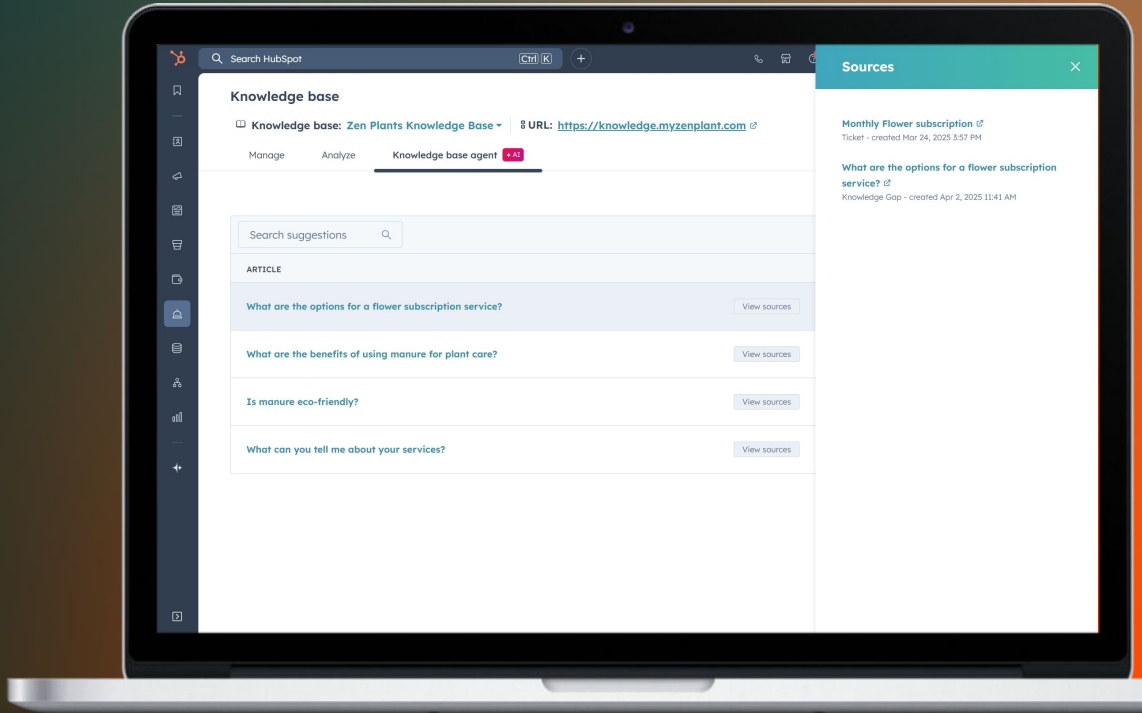 Search HubSpot
Ctrl K
Knowledge base
Knowledge base: Zen Plants Knowledge Base
URL: https://knowledge.myzenplant.com
Manage
Analyze
Knowledge base agent
AI
Search suggestions
ARTICLE
What are the options for a flower subscription service?
View sources
What are the benefits of using manure for plant care?
View sources
Is manure eco-friendly?
View sources
What can you tell me about your services?
View sources
Sources
Monthly Flower subscription
Ticket - created Mar 24, 2025 3:57 PM
What are the options for a flower subscription
service?
Knowledge Gap - created Apr 2, 2025 11:41 AM